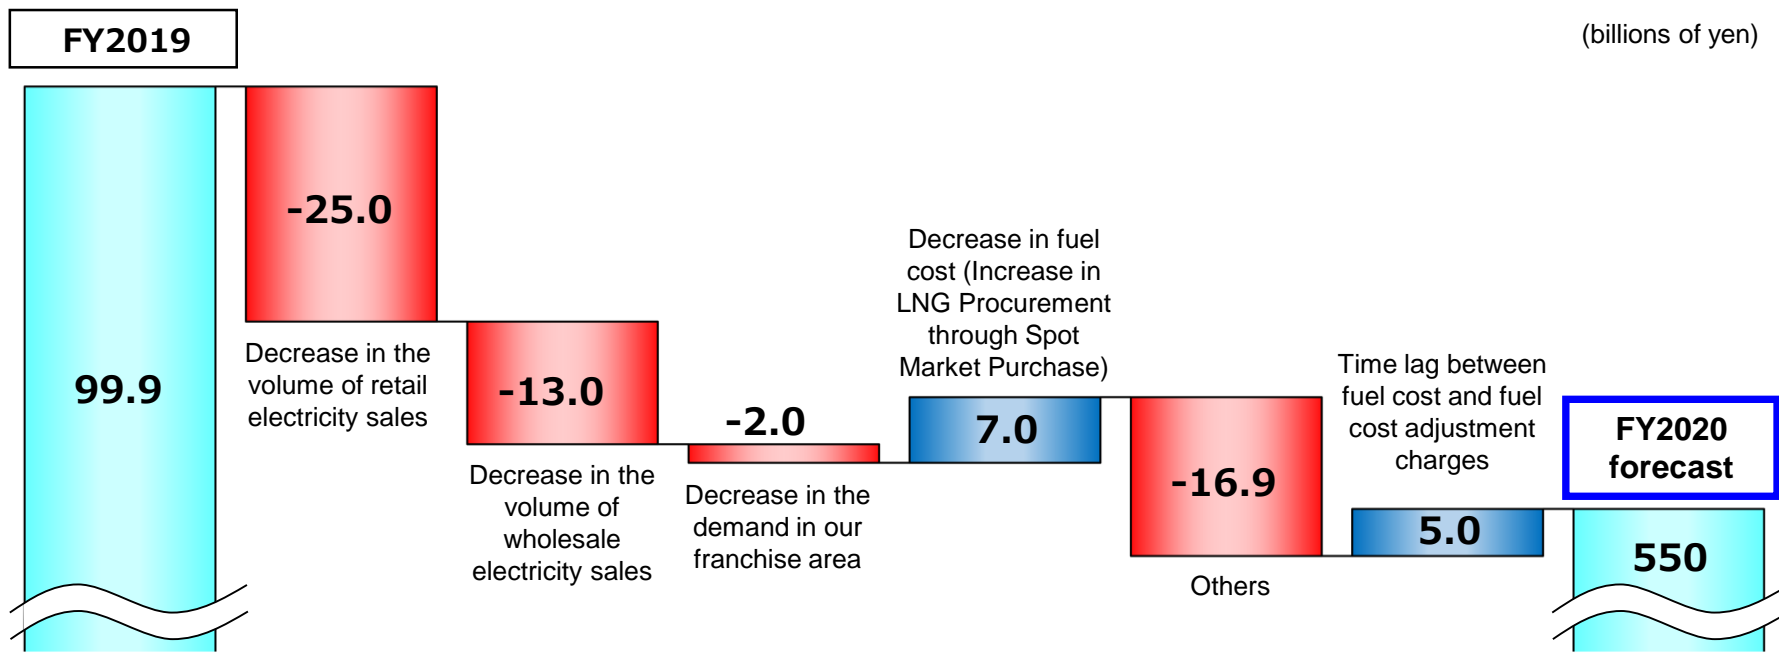 FY2019
(billions of yen)
99.9
-25.0
Decrease in the
volume of retail
electricity sales
-13.0
Decrease in the
volume of
wholesale
electricity sales
-2.0
Decrease in the
demand in our
franchise area
Decrease in fuel
cost (Increase in
LNG Procurement
through Spot
Market Purchase)
7.0
-16.9
Others
Time lag between
fuel cost and fuel
cost adjustment
charges
5.0
FY2020
forecast
550